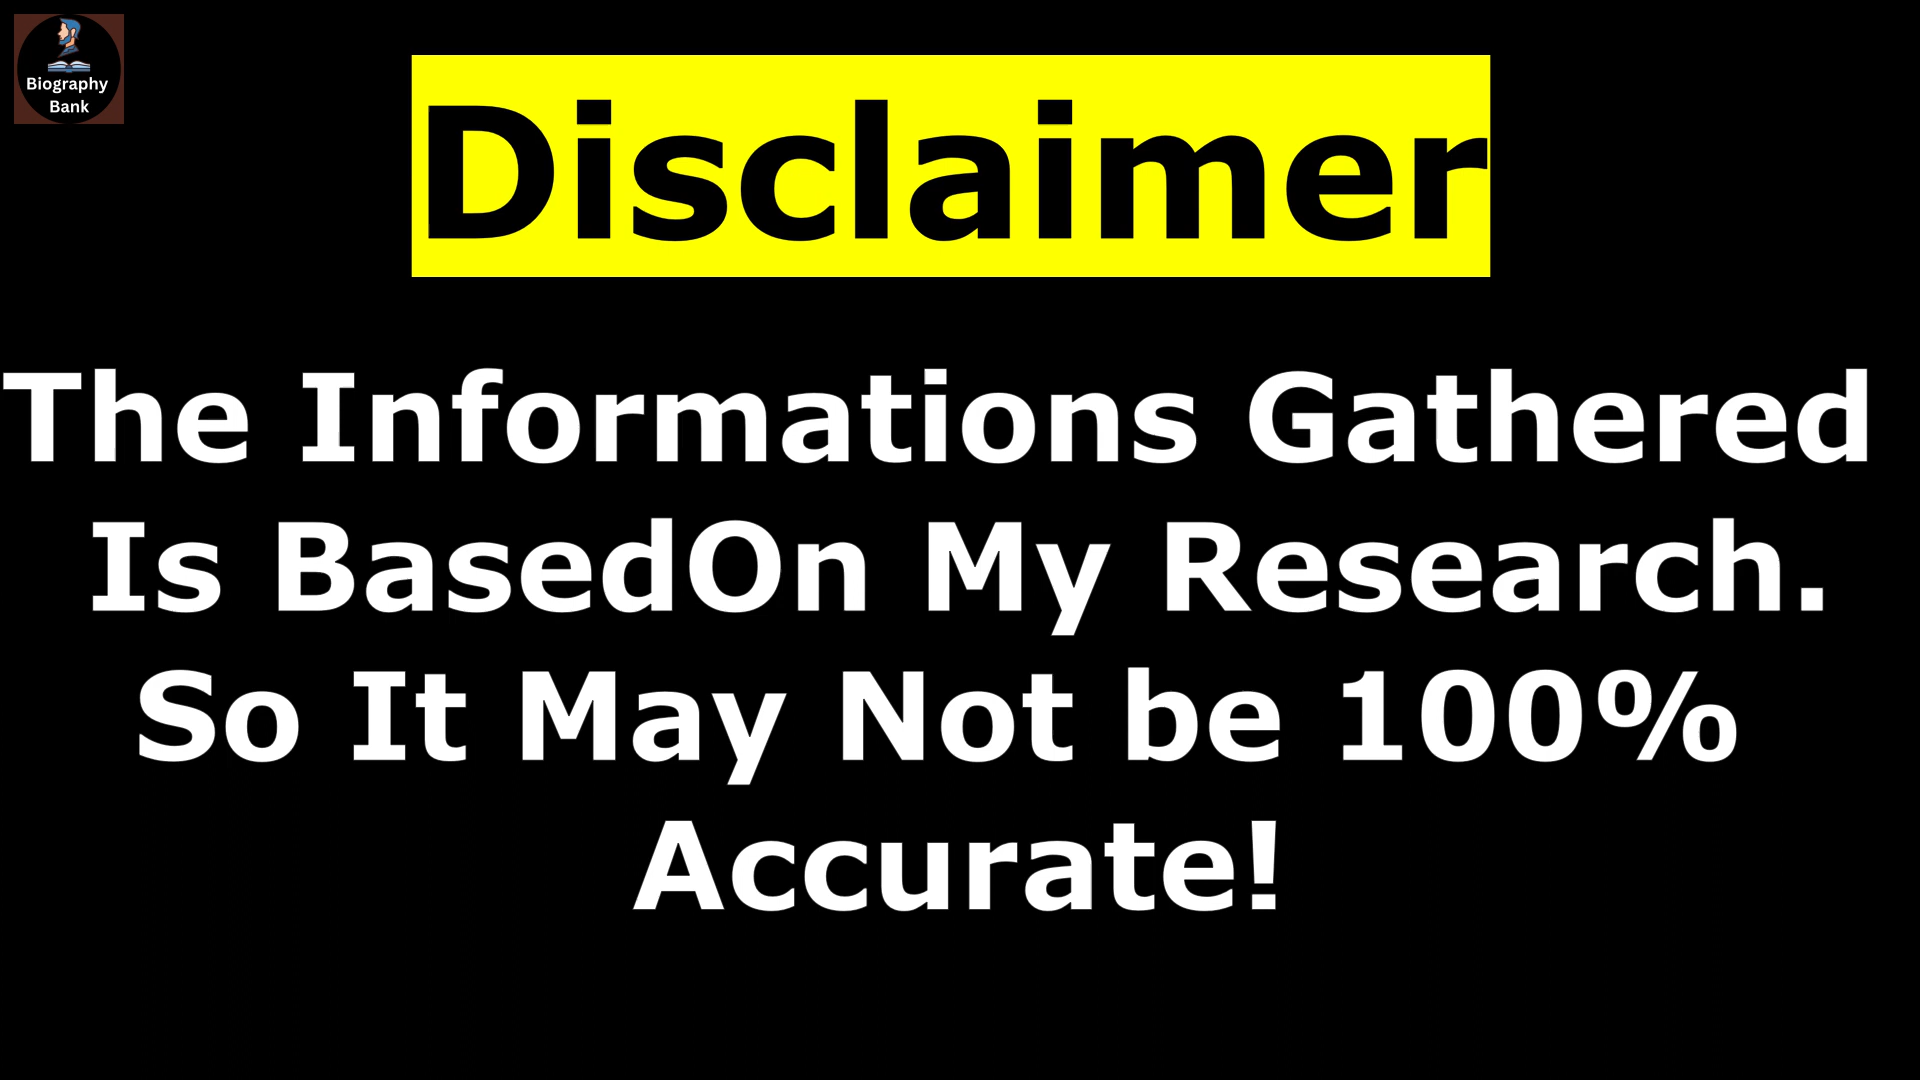 Biography
Bank
Disclaimer
The Informations Gathered
Is BasedOn My Research.
So It May Not be 100%
Accurate!